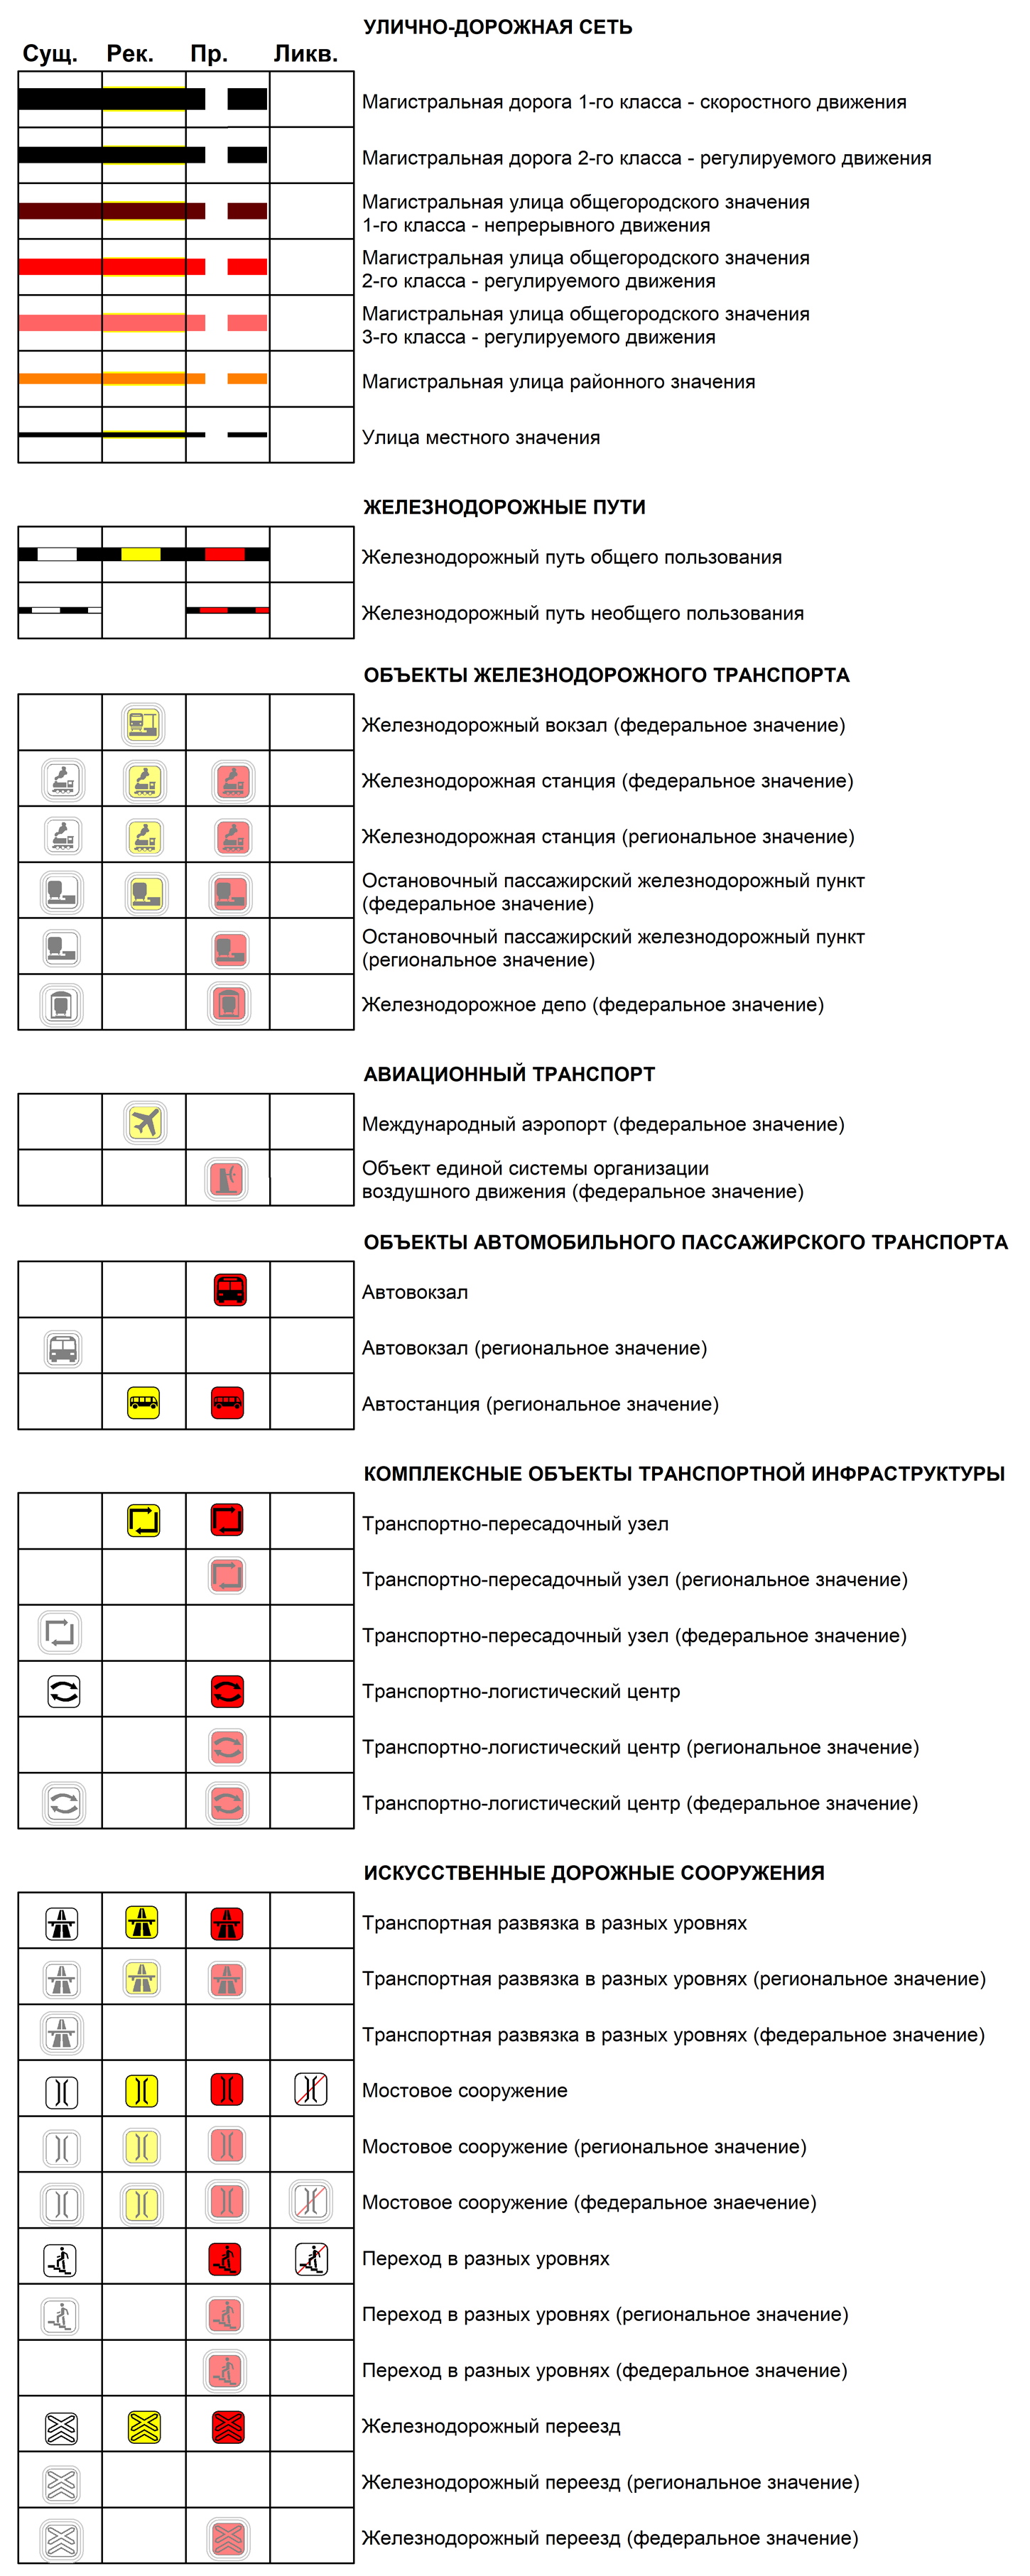 УЛИЧНО-ДОРОЖНАЯ СЕТЬ
Сущ. Рек. Пр. Ликв.
Магистральная дорога 1-го класса - скоростного движения
Магистральная дорога 2-го класса - регулируемого движения
Магистральная улица общегородского значения
1-го класса - непрерывного движения
Магистральная улица общегородского значения
2-го класса - регулируемого движения
Магистральная улица общегородского значения
3-го класса - регулируемого движения
Магистральная улица районного значения
Улица местного значения
ЖЕЛЕЗНОДОРОЖНЫЕ ПУТИ
Железнодорожный путь общего пользования
Железнодорожный путь необщего пользования
ОБЪЕКТЫ ЖЕЛЕЗНОДОРОЖНОГО ТРАНСПОРТА
Железнодорожный вокзал (федеральное значение)
Железнодорожная станция (федеральное значение)
Железнодорожная станция (региональное значение)
Остановочный пассажирский железнодорожный пункт
(федеральное значение)
Остановочный пассажирский железнодорожный пункт
(региональное значение)
Железнодорожное депо (федеральное значение)
АВИАЦИОННЫЙ ТРАНСПОРТ
Международный аэропорт (федеральное значение)
Объект единой системы организации
воздушного движения (федеральное значение)
ОБЪЕКТЫ АВТОМОБИЛЬНОГО ПАССАЖИРСКОГО ТРАНСПОРТА
Автовокзал
Автовокзал (региональное значение)
Автостанция (региональное значение)
КОМПЛЕКСНЫЕ ОБЪЕКТЫ ТРАНСПОРТНОЙ ИНФРАСТРУКТУРЫ
Транспортно-пересадочный узел
Транспортно-пересадочный узел (региональное значение)
Транспортно-пересадочный узел (федеральное значение)
Транспортно-логистический центр
Транспортно-логистический центр (региональное значение)
Транспортно-логистический центр (федеральное значение)
ИСКУССТВЕННЫЕ ДОРОЖНЫЕ СООРУЖЕНИЯ
Транспортная развязка в разных уровнях
Транспортная развязка в разных уровнях (региональное значение)
Транспортная развязка в разных уровнях (федеральное значение)
Мостовое сооружение
Мостовое сооружение (региональное значение)
Мостовое сооружение (федеральное знаечение)
Переход в разных уровнях
Переход в разных уровнях (региональное значение)
Переход в разных уровнях (федеральное значение)
Железнодорожный переезд
Железнодорожный переезд (региональное значение)
Железнодорожный переезд (федеральное значение)